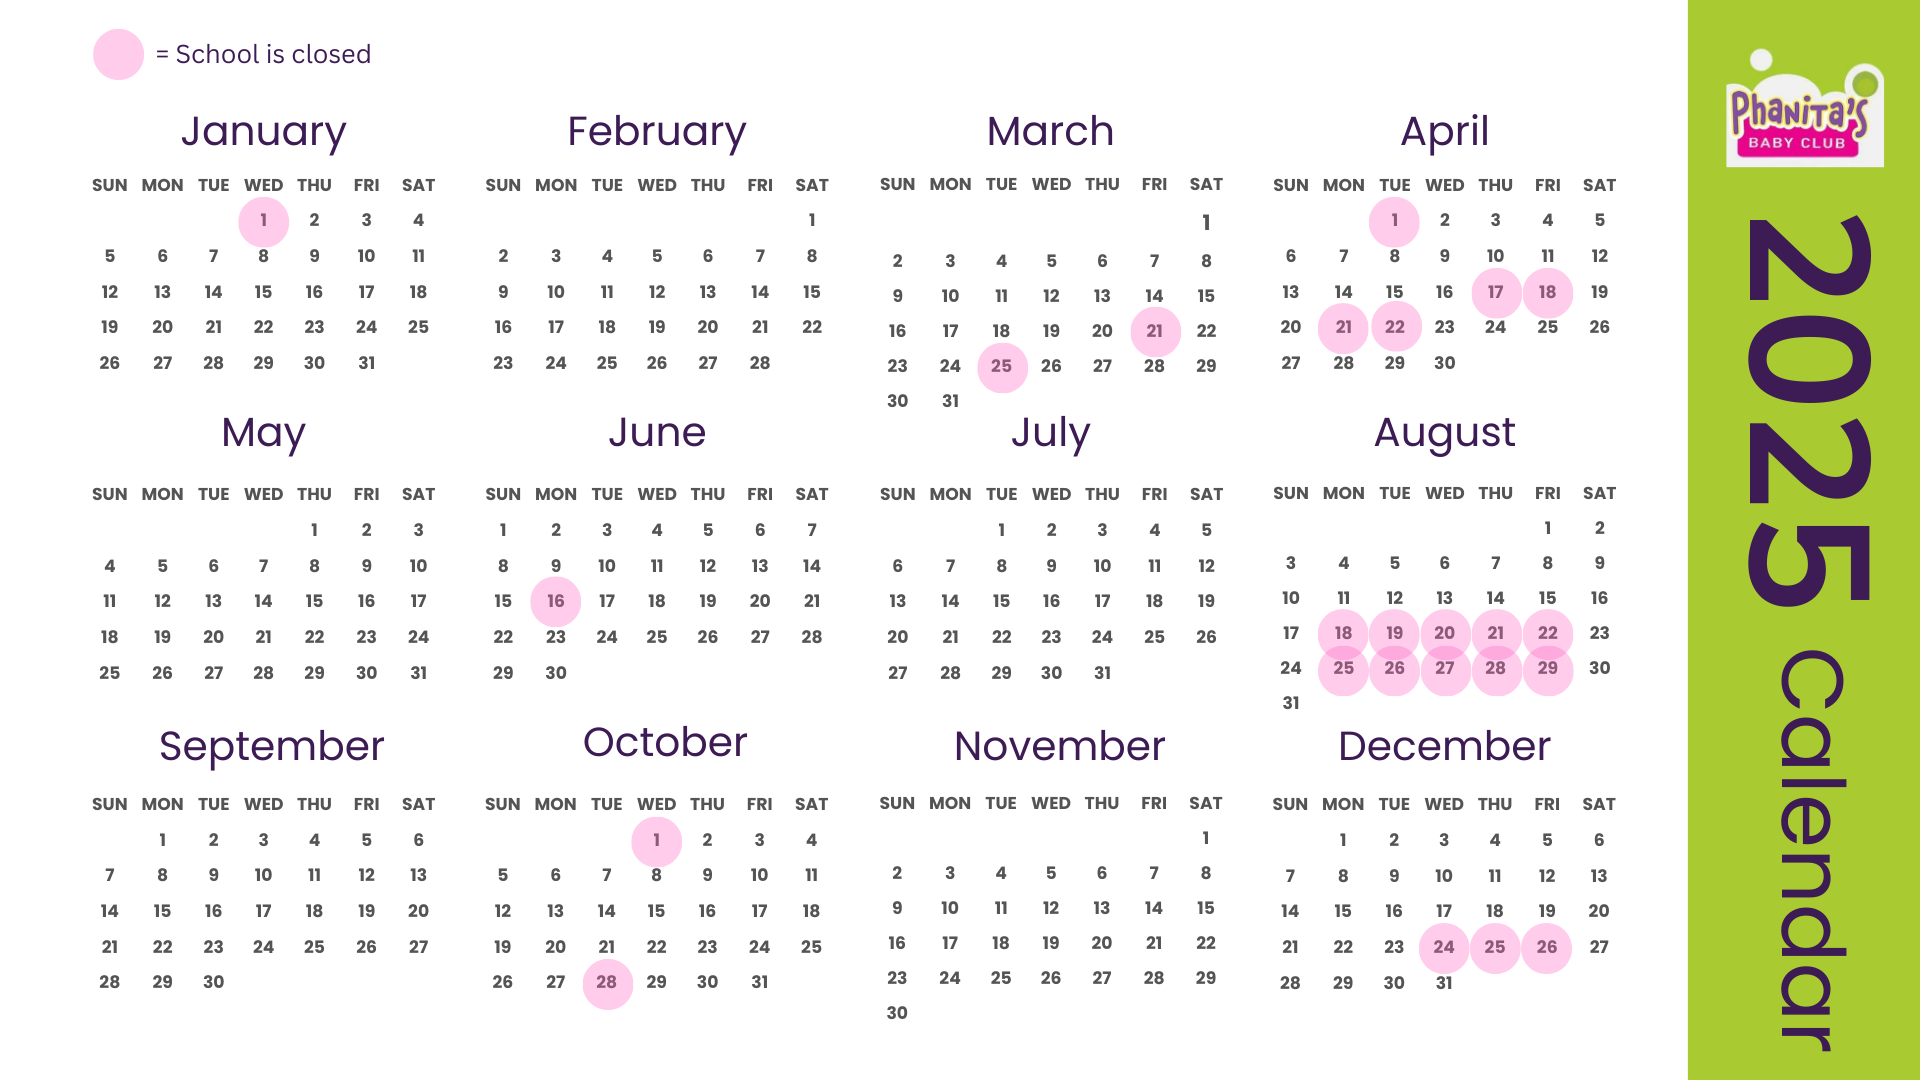 = School is closed
January
SUN MON TUE WED THU FRI SAT
1 2 3 4
5 6 7 8 9 10 11
12 13 14 15 16 17 18
19 20 21 22 23 24 25
26 27 28 29 30 31
February
SUN MON TUE WED THU FRI SAT
1
2 3 4 5 6 7 8
9 10 11 12 13 14 15
16 17 18 19 20 21 22
23 24 25 26 27 28
March
SUN MON TUE WED THU FRI SAT
1
2 3 4 5 6 7 8
9 10 11 12 13 14 15
16 17 18 19 20 21 22
23 24 25 26 27 28 29
30 31
April
SUN MON TUE WED THU FRI SAT
1 2 3 4 5
6 7 8 9 10 11 12
13 14 15 16 17 18 19
20 21 22 23 24 25 26
27 28 29 30
May
SUN MON TUE WED THU FRI SAT
1 2 3
4 5 6 7 8 9 10
11 12 13 14 15 16 17
18 19 20 21 22 23 24
25 26 27 28 29 30 31
June
SUN MON TUE WED THU FRI SAT
1 2 3 4 5 6 7
8 9 10 11 12 13 14
15 16 17 18 19 20 21
22 23 24 25 26 27 28
29 30
July
SUN MON TUE WED THU FRI SAT
1 2 3 4 5
6 7 8 9 10 11 12
13 14 15 16 17 18 19
20 21 22 23 24 25 26
27 28 29 30 31
August
SUN MON TUE WED THU FRI SAT
1 2
3 4 5 6 7 8 9
10 11 12 13 14 15 16
17 18 19 20 21 22 23
24 25 26 27 28 29 30
31
September
SUN MON TUE WED THU FRI SAT
1 2 3 4 5 6
7 8 9 10 11 12 13
14 15 16 17 18 19 20
21 22 23 24 25 26 27
28 29 30
October
SUN MON TUE WED THU FRI SAT
1 2 3 4
5 6 7 8 9 10 11
12 13 14 15 16 17 18
19 20 21 22 23 24 25
26 27 28 29 30 31
November
SUN MON TUE WED THU FRI SAT
1
2 3 4 5 6 7 8
9 10 11 12 13 14 15
16 17 18 19 20 21 22
23 24 25 26 27 28 29
30
December
SUN MON TUE WED THU FRI SAT
1 2 3 4 5 6
7 8 9 10 11 12 13
14 15 16 17 18 19 20
21 22 23 24 25 26 27
28 29 30 31
PhaniTa's
BABY CLUB
2025 Calendar